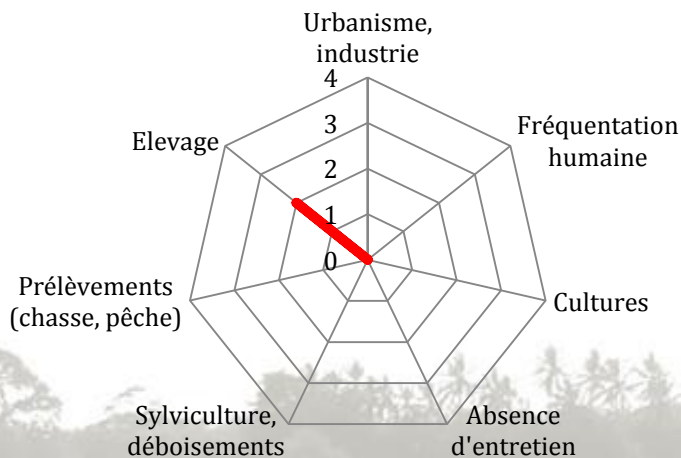 Urbanisme,
industrie
4
3
2
1
0
Fréquentation
humaine
Cultures
Absence
d'entretien
Sylviculture,
déboisements
Prélèvements
(chasse, pêche)
Elevage